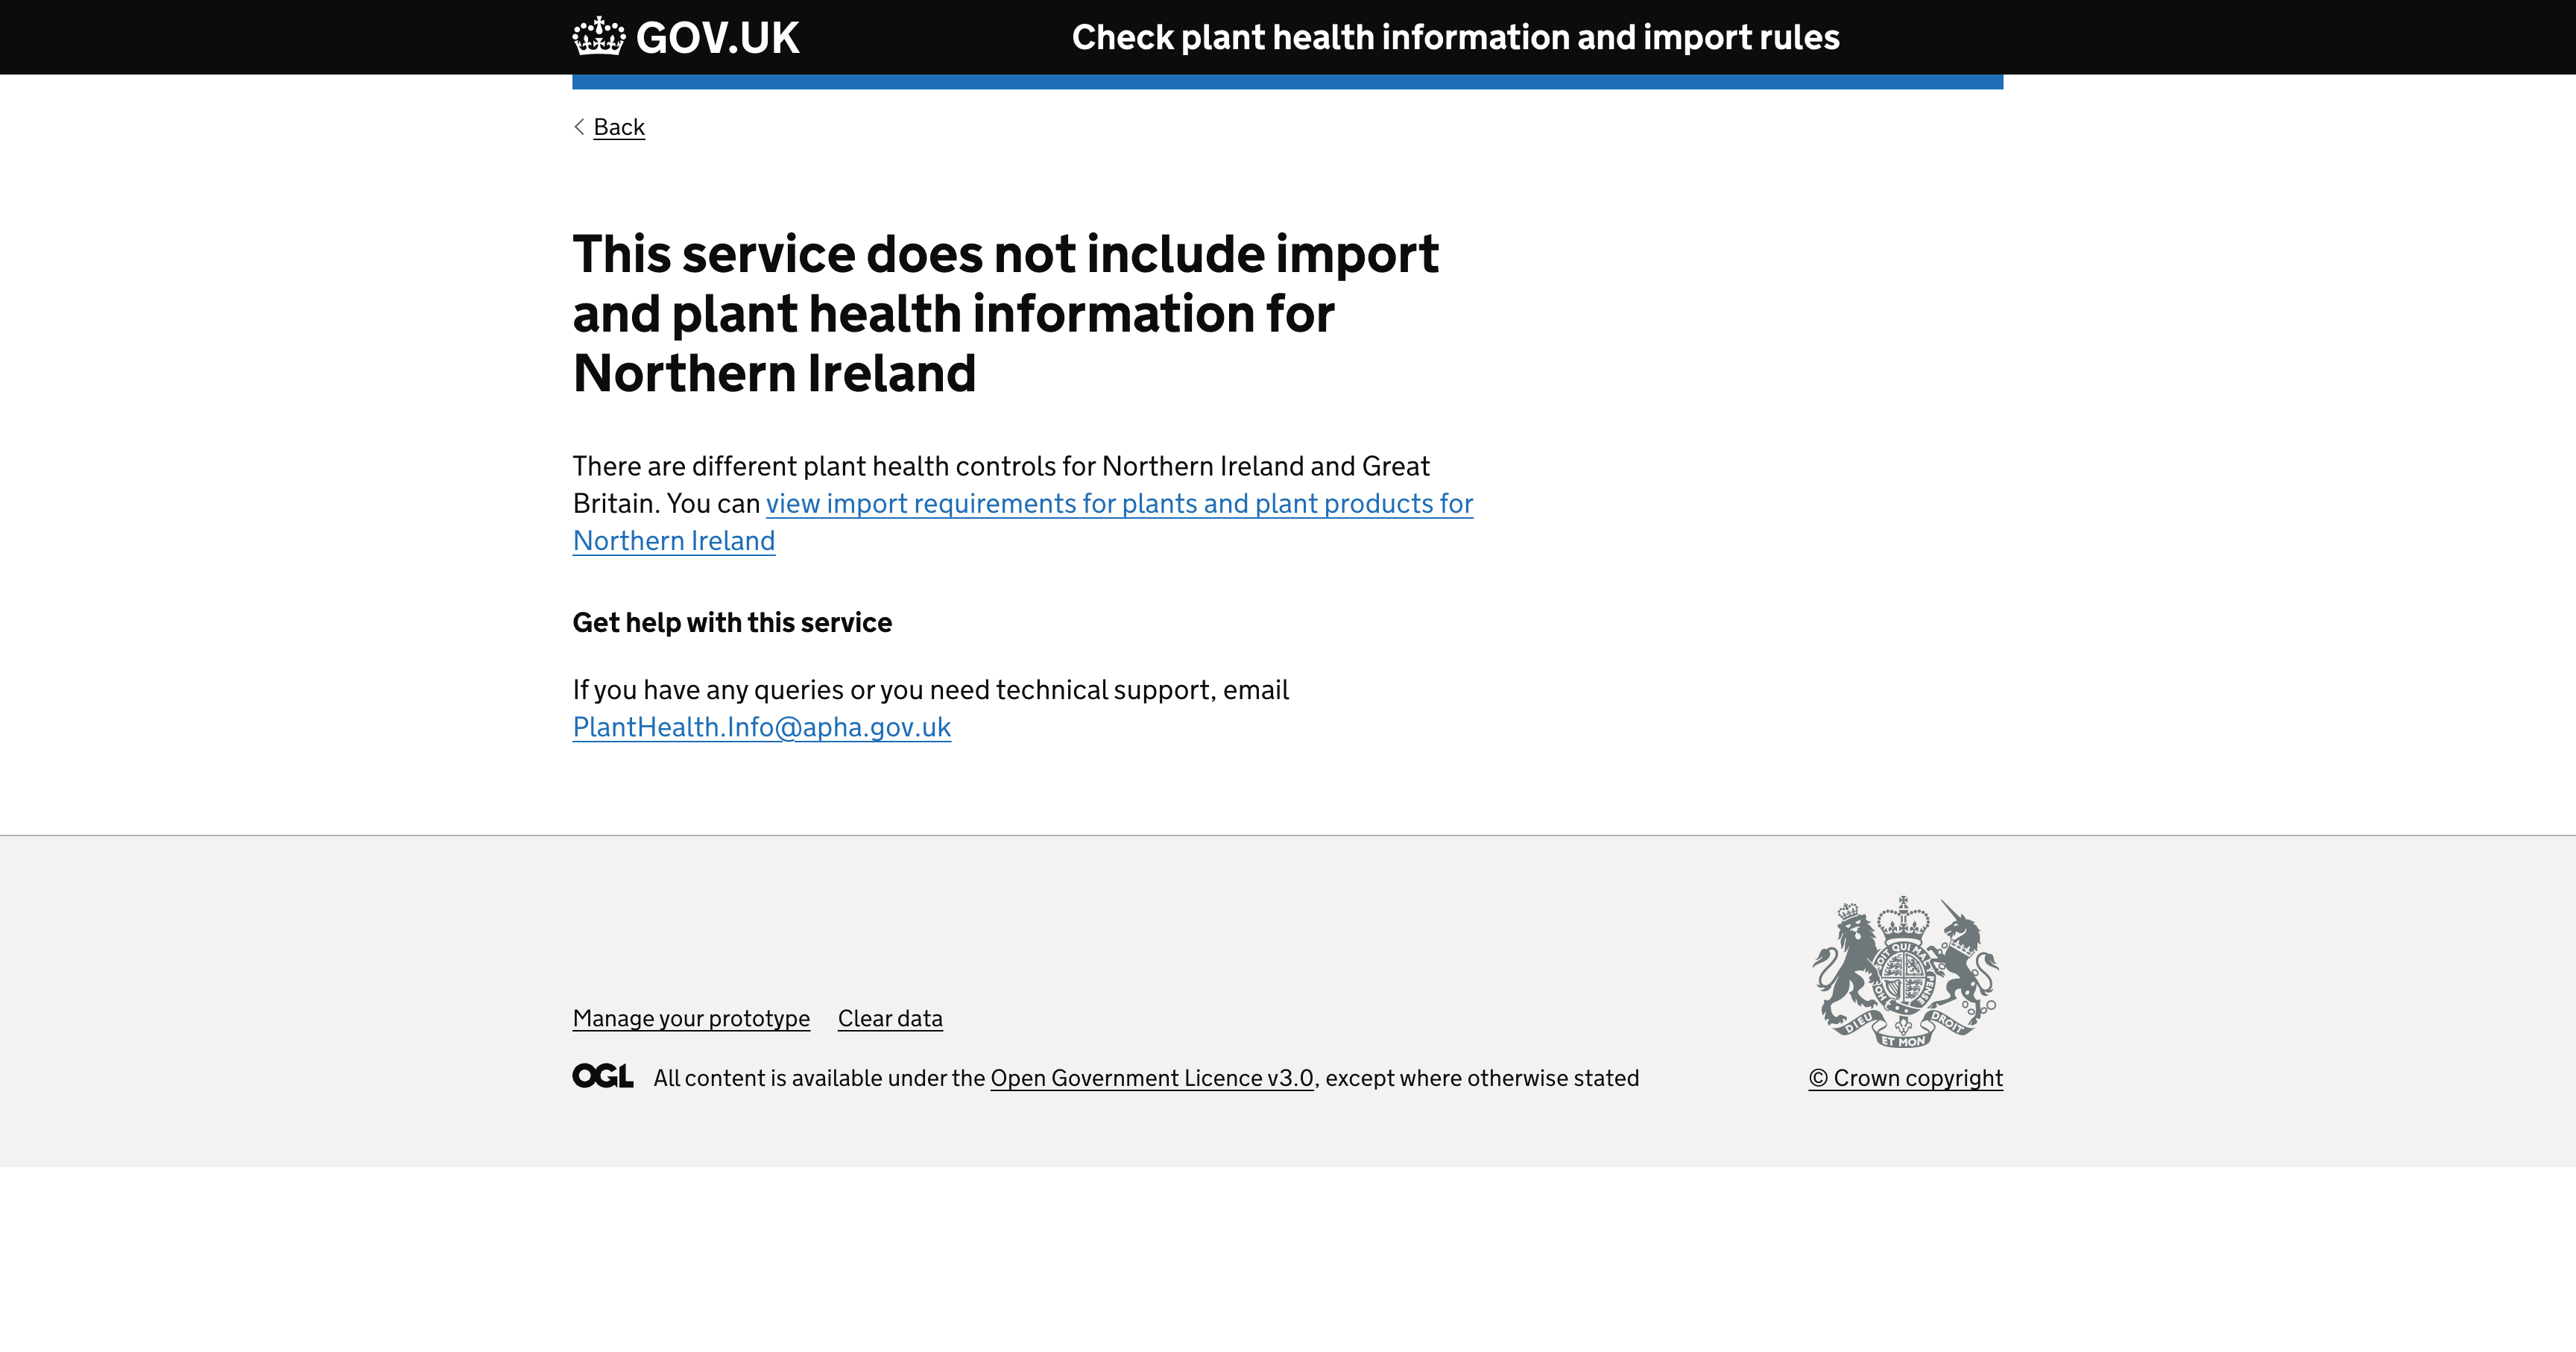 GOV.UK
Check plant health information and import rules
Back
This service does not include import
and plant health information for
Northern Ireland
There are different plant health controls for Northern Ireland and Great
Britain. You can view import requirements for plants and plant products for
Northern Ireland
Get help with this service
If you have any queries or you need technical support, email
PlantHealth.Info@apha.gov.uk
Manage your prototype Clear data
OGL All content is available under the Open Government Licence v3.0, except where otherwise stated
DIEU ET MON DROIT
© Crown copyright